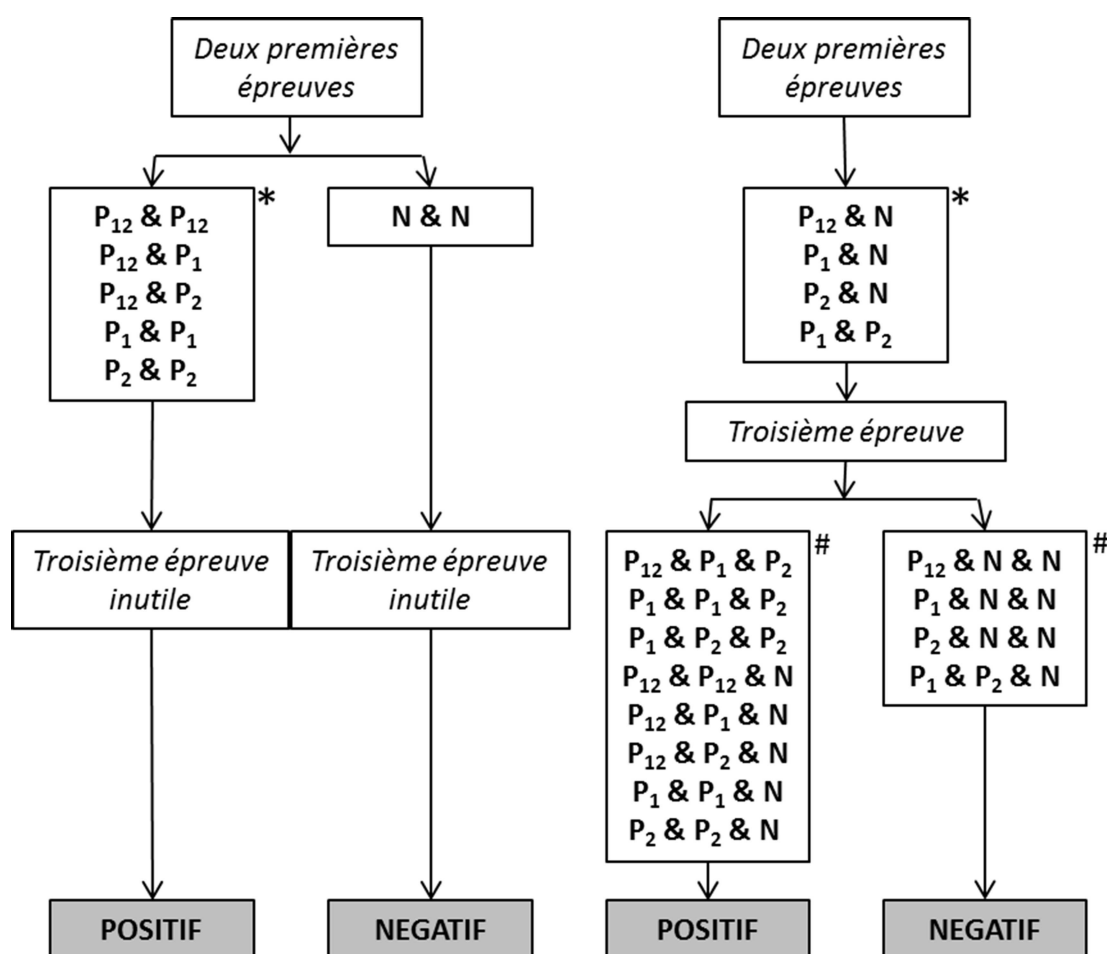 Deux premières
épreuves
P12 & P12
P12 & P1
P12 & P2
P1 & P1
P2 & P2
*
N & N
Troisième épreuve
inutile
Troisième épreuve
inutile
POSITIF
NEGATIF
Deux premières
épreuves
P12 & N
P1 & N
P2 & N
P1 & P2
*
Troisième épreuve
P12 & P1 & P2
P1 & P1 & P2
P1 & P2 & P2
P12 & P12 & N
P12 & P1 & N
P12 & P2 & N
P1 & P1 & N
P2 & P2 & N
#
P12 & N & N
P1 & N & N
P2 & N & N
P1 & P2 & N
#
POSITIF
NEGATIF